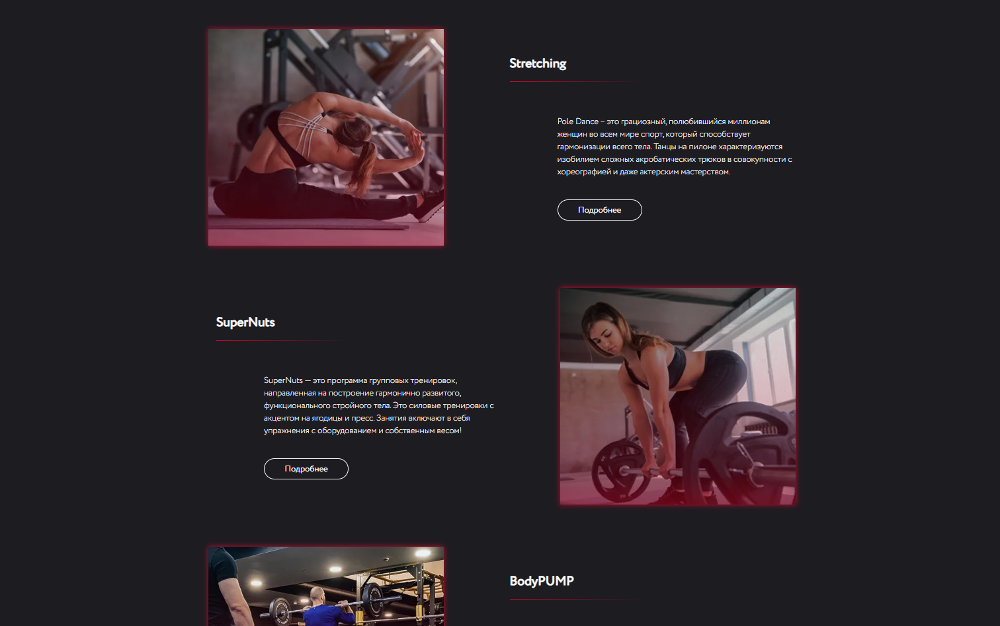 Stretching
Pole Dance – это грациозный, полюбившийся миллионам
женщин во всем мире спорт, который способствует
гармонизации всего тела. Танцы на пилоне характеризуются
изобилием сложных акробатических трюков в совокупности с
хореографией и даже актерским мастерством.
Подробнее
SuperNuts
SuperNuts — это программа групповых тренировок,
направленная на построение гармонично развитого,
функционального стройного тела. Это силовые тренировки с
акцентом на ягодицы и пресс. Занятия включают в себя
упражнения с оборудованием и собственным весом!
Подробнее
BodyPUMP